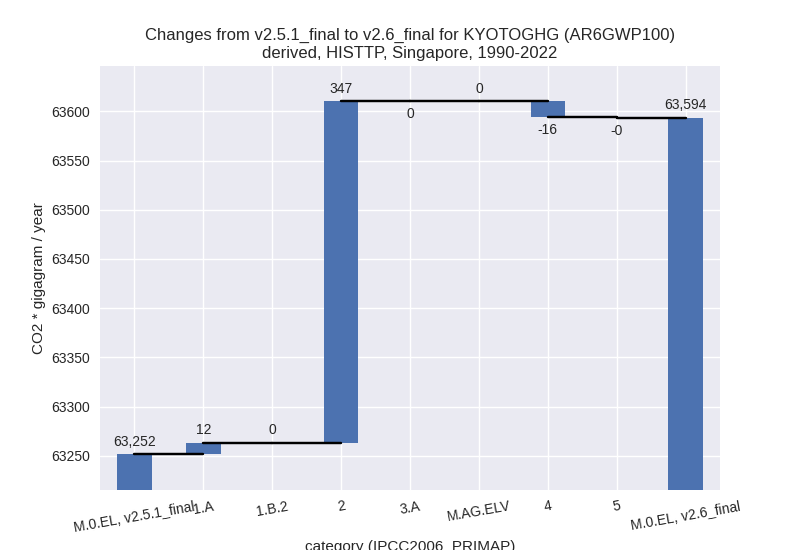 Changes from v2.5.1_final to v2.6_final for KYOTOGHG (AR6GWP100)
derived, HISTTP, Singapore, 1990-2022
CO2 * gigagram / year
63600
63550
63500
63450
63400
63350
63300
63250
63,252
12
0
347
0
0
-16
-0
63,594
M.0.EL, v2.5.1_final
1.A
1.B.2
2
3.A
M.AG.ELV
4
5
M.0.EL, v2.6_final
category (IPCC2006_PRIMAP)